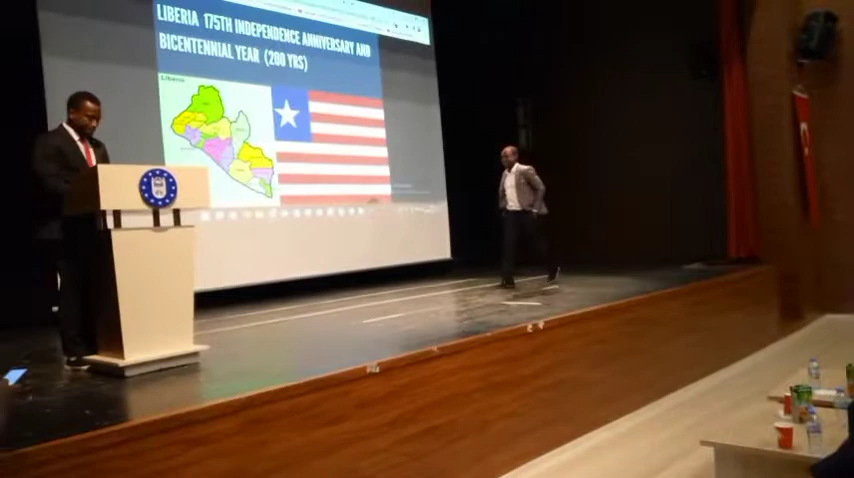 LIBERIA 175TH INDEPENDENCE ANNIVERSARY AND
BICENTENNIAL YEAR (200 YRS)
Liberia